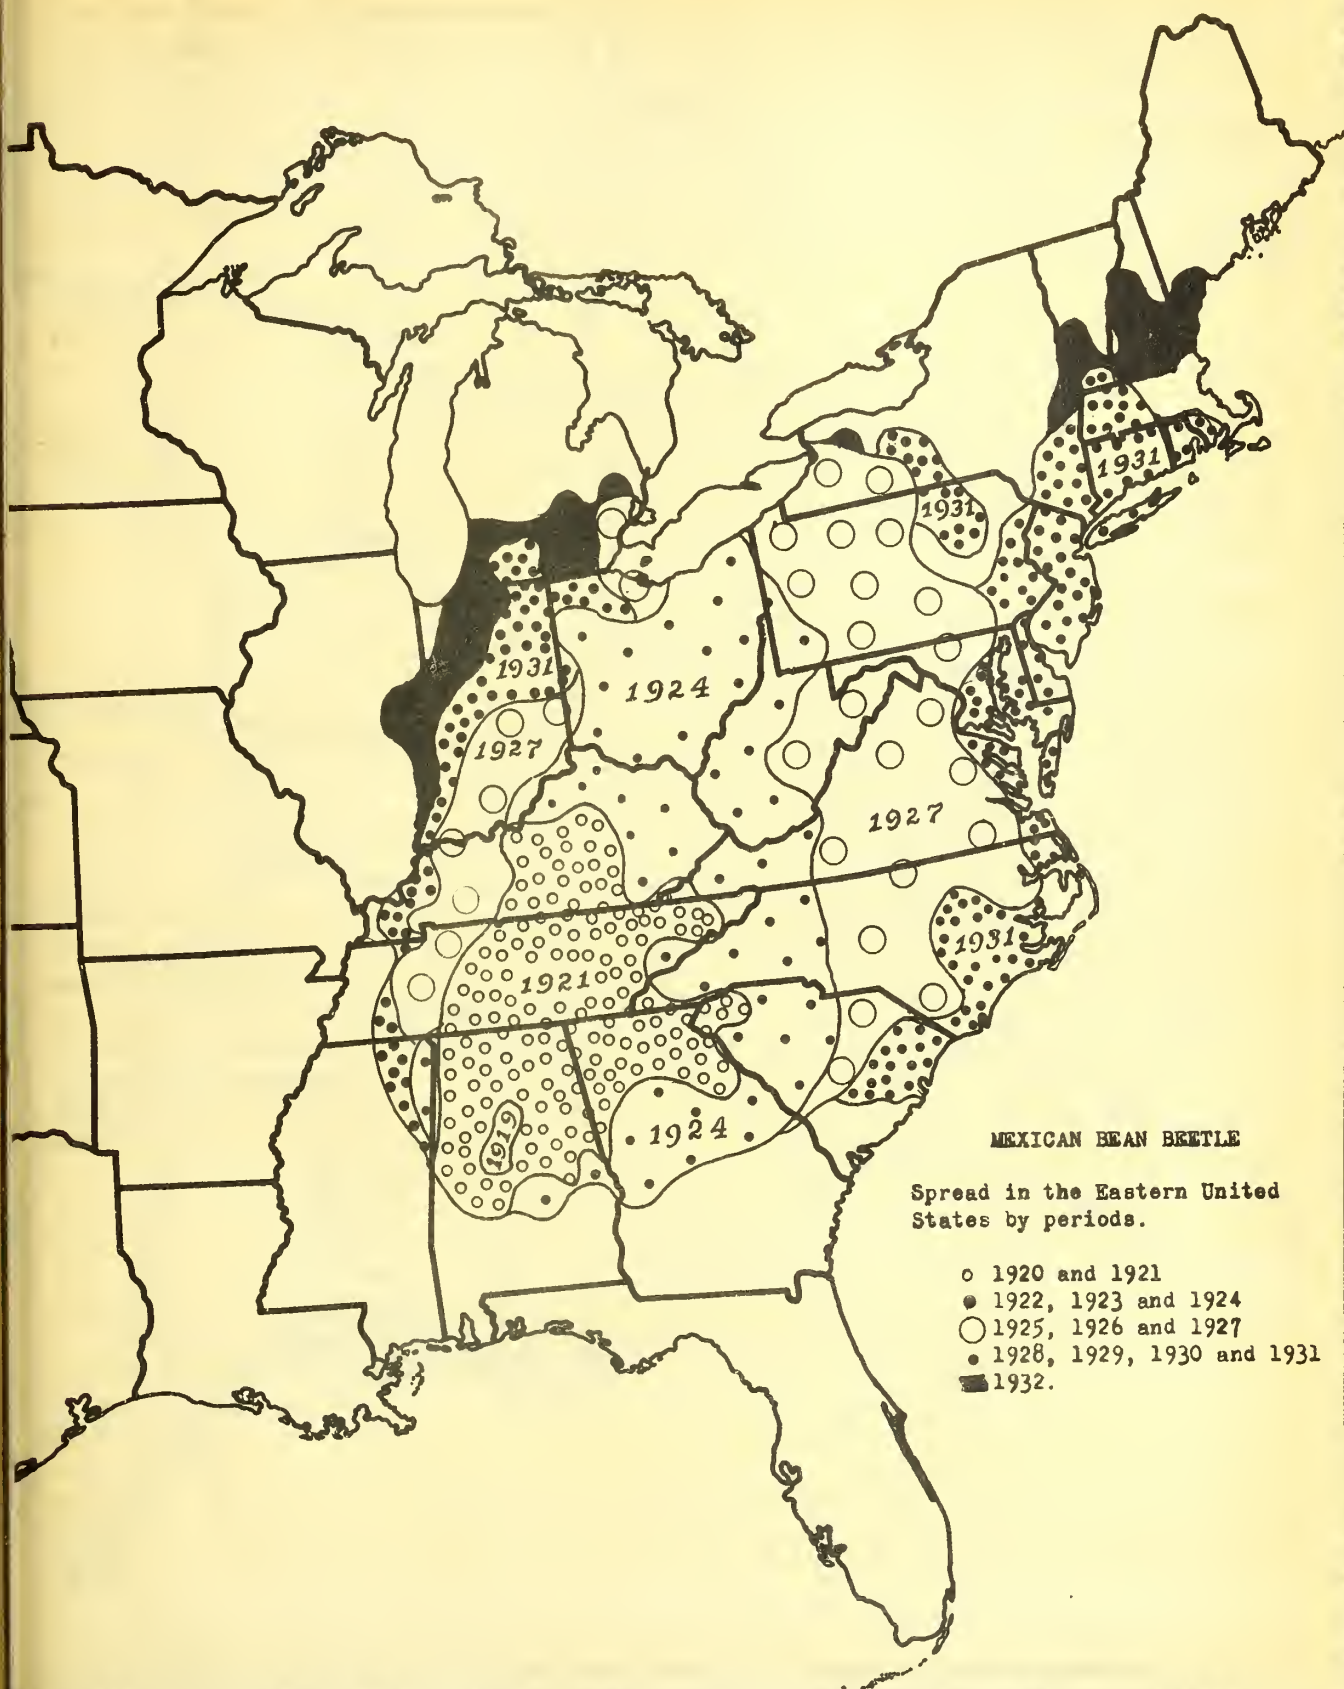 1931
1931
1931
1924
1927
1927
1931
1921
1919
1924
MEXICAN BEAN BEETLE
Spread in the Eastern United
States by periods.
1920 and 1921
1922, 1923 and 1924
1925, 1926 and 1927
1928, 1929, 1930 and 1931
1932.